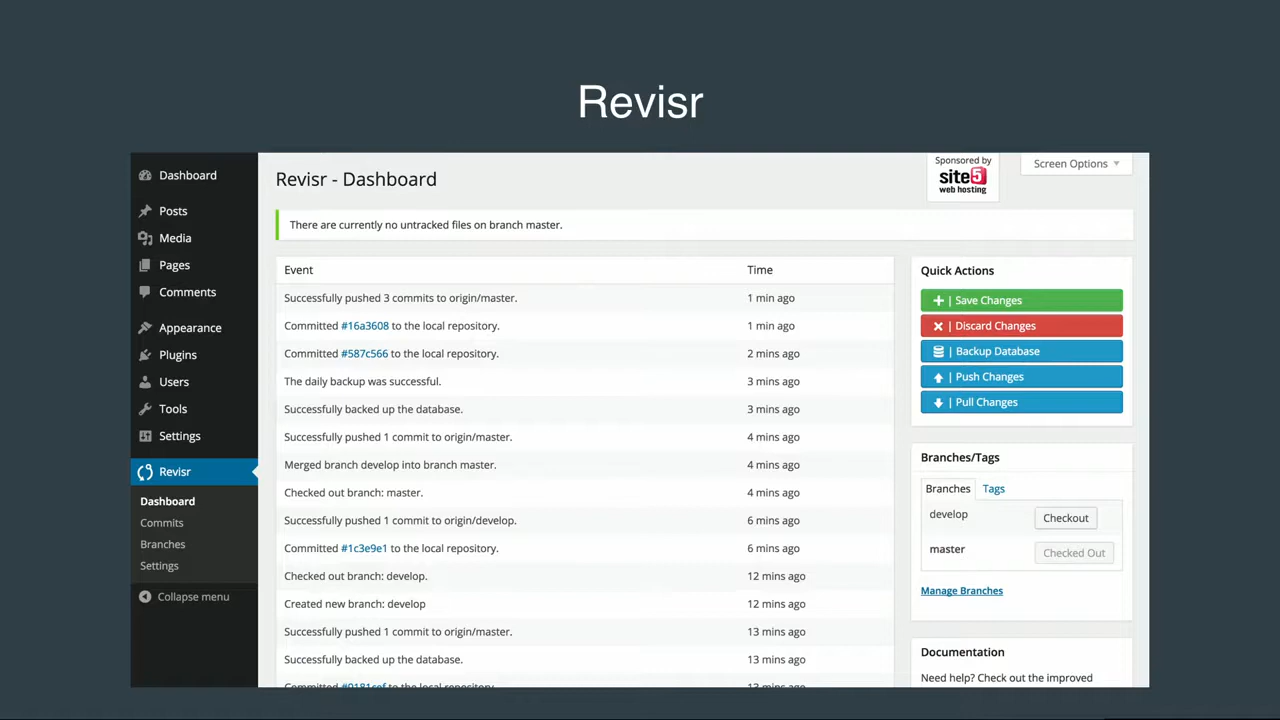 Revisr
Dashboard
Posts
Media
Pages
Comments
Appearance
Plugins
Users
Tools
Settings
Revisr
Dashboard
Commits
Branches
Settings
Collapse menu
Revisr - Dashboard
Sponsored by
site5
web hosting
Screen Options
There are currently no untracked files on branch master.
Event Time
Successfully pushed 3 commits to origin/master. 1 min ago
Committed #16a3608 to the local repository. 1 min ago
Committed #587c566 to the local repository. 2 mins ago
The daily backup was successful. 3 mins ago
Successfully backed up the database. 3 mins ago
Successfully pushed 1 commit to origin/master. 4 mins ago
Merged branch develop into branch master. 4 mins ago
Checked out branch: master. 4 mins ago
Successfully pushed 1 commit to origin/develop. 6 mins ago
Committed #1c3e9e1 to the local repository. 6 mins ago
Checked out branch: develop. 12 mins ago
Created new branch: develop 12 mins ago
Successfully pushed 1 commit to origin/master. 13 mins ago
Successfully backed up the database. 13 mins ago
Committed #9181cef to the local repository. 13 mins ago
Quick Actions
| Save Changes
| Discard Changes
| Backup Database
| Push Changes
| Pull Changes
Branches/Tags
Branches Tags
develop Checkout
master Checked Out
Manage Branches
Documentation
Need help? Check out the improved